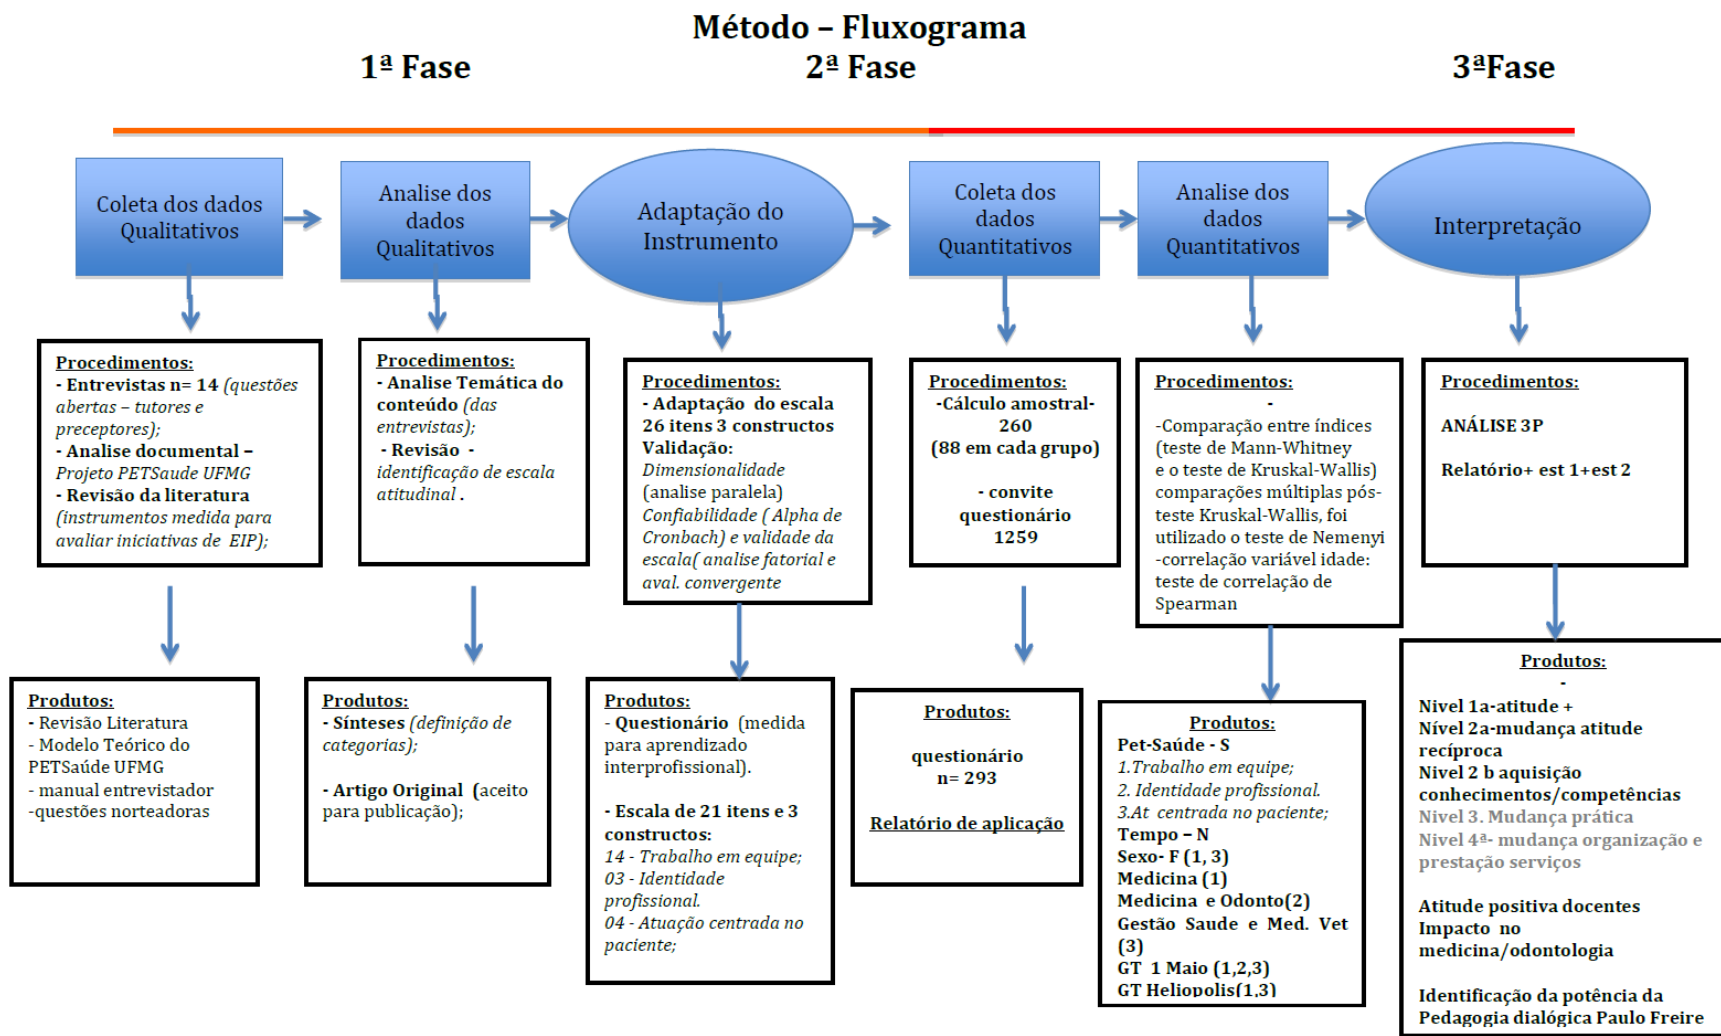 Método – Fluxograma
1ª Fase
2ª Fase
3ªFase
Coleta dos dados
Qualitativos
Analise dos
dados
Qualitativos
Adaptação do
Instrumento
Coleta dos
dados
Quantitativos
Analise dos
dados
Quantitativos
Interpretação
Procedimentos:
- Entrevistas n= 14 (questões
abertas – tutores e
preceptores);
- Analise documental –
Projeto PETSaude UFMG
- Revisão da literatura
(instrumentos medida para
avaliar iniciativas de EIP);
Procedimentos:
- Analise Temática do
conteúdo (das
entrevistas);
- Revisão -
identificação de escala
atitudinal .
Procedimentos:
- Adaptação do escala
26 itens 3 constructos
Validação:
Dimensionalidade
(analise paralela)
Confiabilidade ( Alpha de
Cronbach) e validade da
escala( analise fatorial e
aval. convergente
Procedimentos:
-Cálculo amostral-
260
(88 em cada grupo)
- convite
questionário
1259
Procedimentos:
-
-Comparação entre índices
(teste de Mann-Whitney
e o teste de Kruskal-Wallis)
comparações múltiplas pós-
teste Kruskal-Wallis, foi
utilizado o teste de Nemenyi
-correlação variável idade:
teste de correlação de
Spearman
Procedimentos:
ANÁLISE 3P
Relatório+ est 1+est 2
Produtos:
- Revisão Literatura
- Modelo Teórico do
PETSaúde UFMG
- manual entrevistador
-questões norteadoras
Produtos:
- Sínteses (definição de
categorias);
- Artigo Original (aceito
para publicação);
Produtos:
- Questionário (medida
para aprendizado
interprofissional).
- Escala de 21 itens e 3
constructos:
14 - Trabalho em equipe;
03 - Identidade
profissional.
04 - Atuação centrada no
paciente;
Produtos:
questionário
n= 293
Relatório de aplicação
Produtos:
Pet-Saúde - S
1.Trabalho em equipe;
2. Identidade profissional.
3.At centrada no paciente;
Tempo – N
Sexo- F (1, 3)
Medicina (1)
Medicina e Odonto(2)
Gestão Saude e Med. Vet
(3)
GT 1 Maio (1,2,3)
GT Heliopolis(1,3)
Produtos:
-
Nivel 1a-atitude +
Nível 2a-mudança atitude
recíproca
Nivel 2 b aquisição
conhecimentos/competências
Nivel 3. Mudança prática
Nivel 4ª- mudança organização e
prestação serviços
Atitude positiva docentes
Impacto no
medicina/odontologia
Identificação da potência da
Pedagogia dialógica Paulo Freire